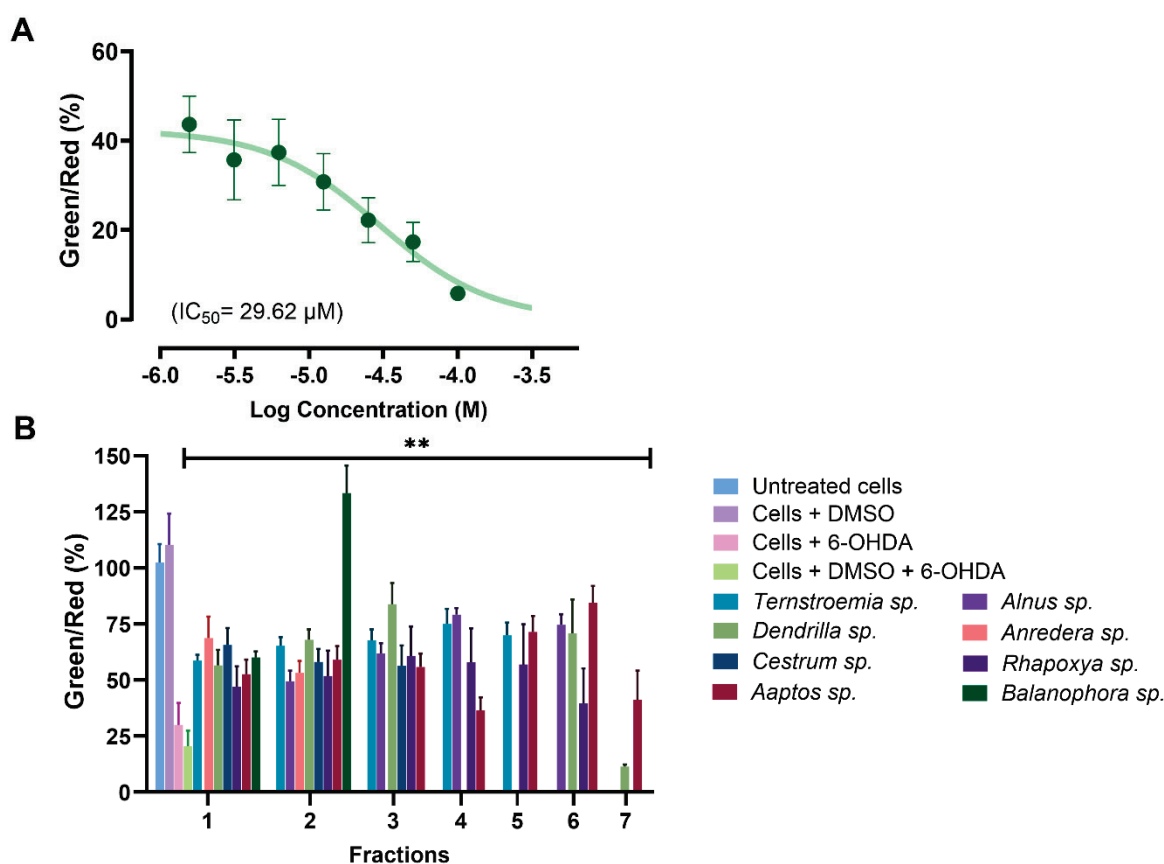 A
Green/Red (%)
60
40
20
0
(IC50= 29.62 µM)
-6.0 -5.5 -5.0 -4.5 -4.0 -3.5
Log Concentration (M)
B
**
Green/Red (%)
150
125
100
75
50
25
0
1 2 3 4 5 6 7
Fractions
Untreated cells
Cells + DMSO
Cells + 6-OHDA
Cells + DMSO + 6-OHDA
Ternstroemia sp. Alnus sp.
Dendrilla sp. Anredera sp.
Cestrum sp. Rhapoxya sp.
Aaptos sp. Balanophora sp.